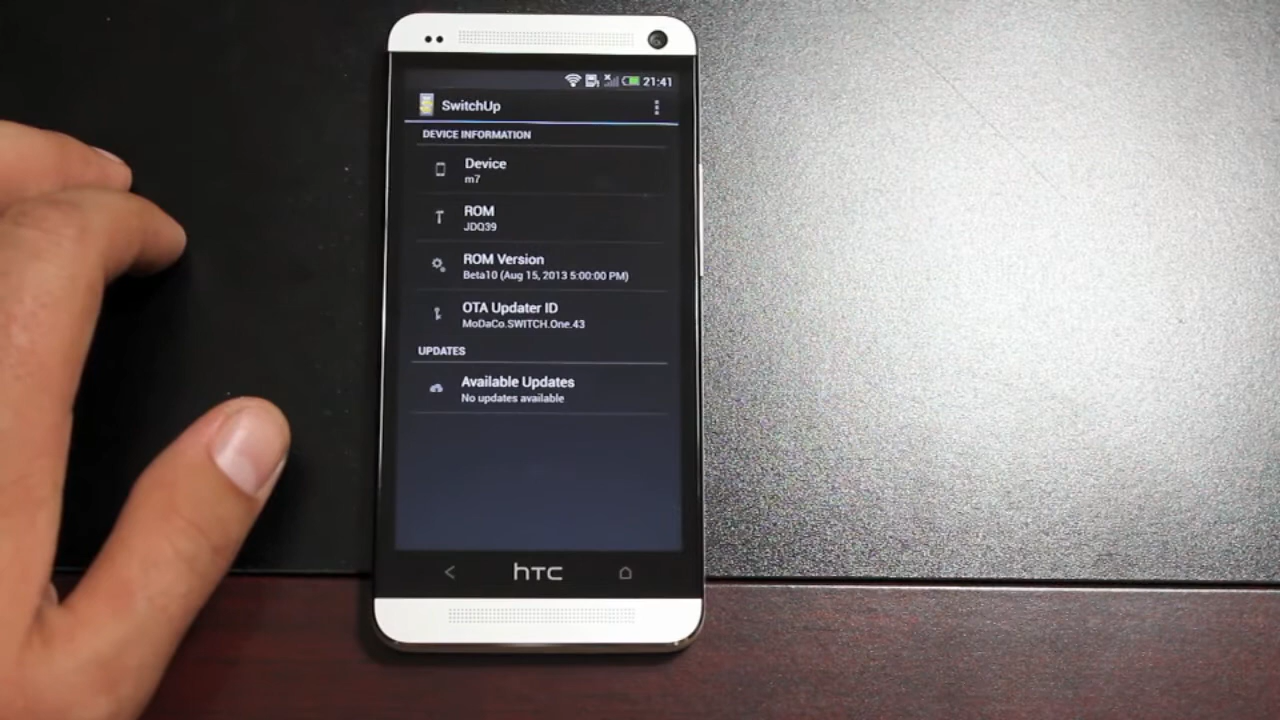 21:41
SwitchUp
DEVICE INFORMATION
Device
m7
ROM
JDQ39
ROM Version
Beta10 (Aug 15, 2013 5:00:00 PM)
OTA Updater ID
MoDaCo.SWITCH.One.43
UPDATES
Available Updates
No updates available
hTC